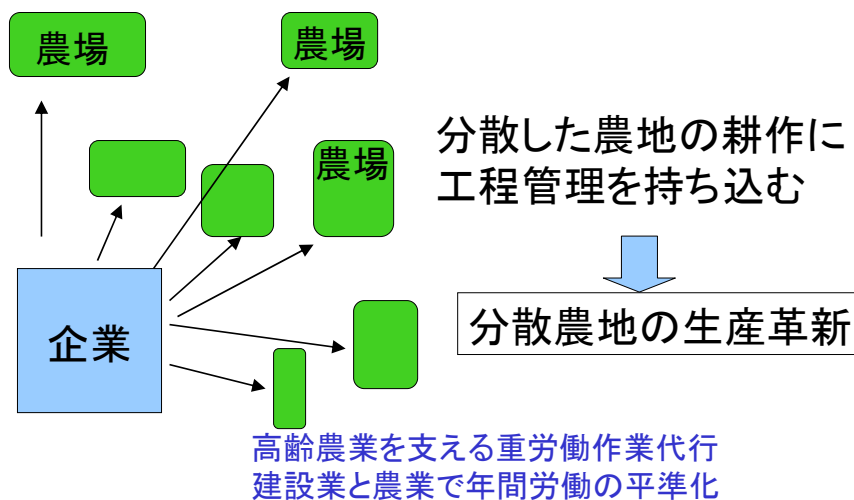 農場
農場
農場
分散した農地の耕作に
工程管理を持ち込む
企業
分散農地の生産革新
高齢農業を支える重労働作業代行
建設業と農業で年間労働の平準化